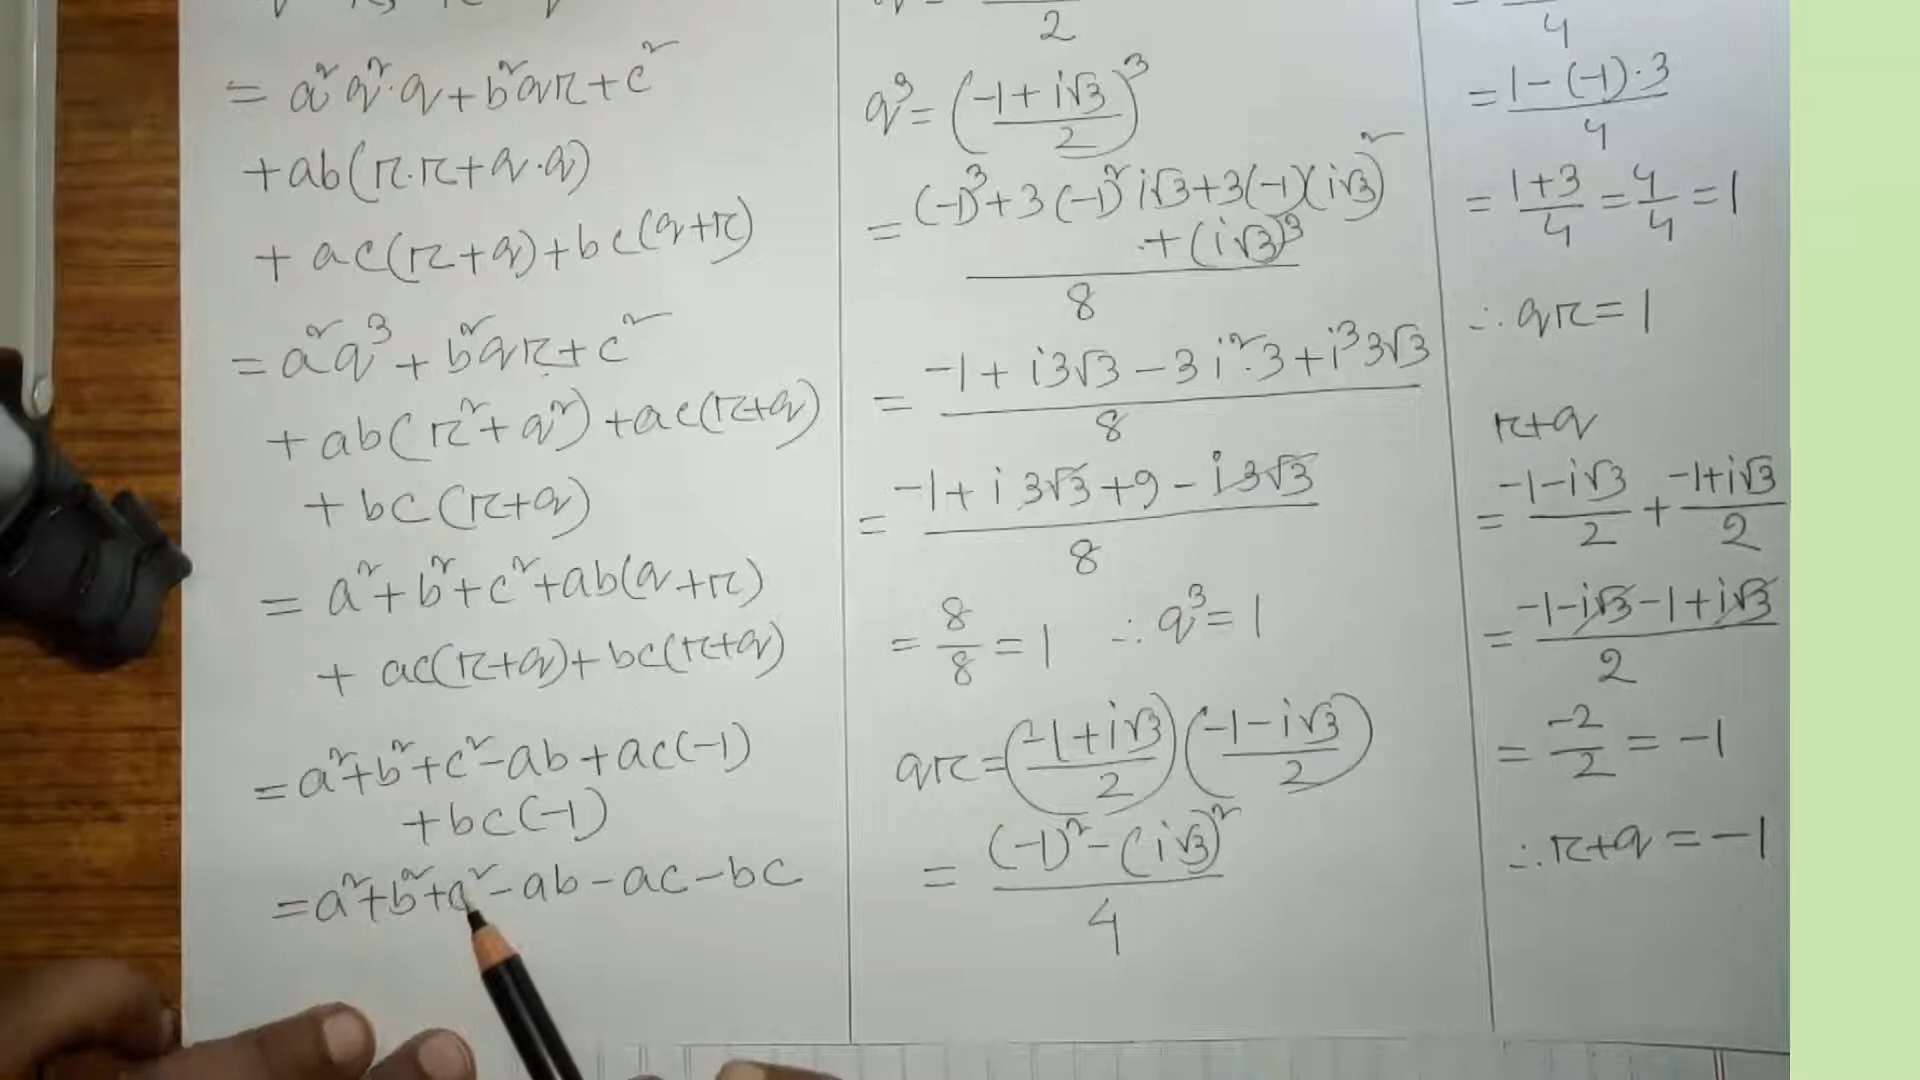 = a²q²·q + b²qr + c²
+ ab(r.r + q.q)
+ ac(r+q) + bc(q+r)
= a²q³ + b²qr + c²
+ ab(r²+q²) + ac(r+q)
+ bc(r+q)
= a²+b²+c²+ab(q+r)
+ ac(r+q)+bc(r+q)
= a²+b²+c²-ab+ac(-1)
+bc(-1)
= a²+b²+a²-ab-ac-bc
2
q³ = ((-1+i√3)/2)³
= ((-1)³+3(-1)²i√3+3(-1)(i√3)²
+(i√3)³)/8
= (-1+i3√3-3i².3+i³3√3)/8
= (-1+i3√3+9-i3√3)/8
= 8/8 = 1 ∴ q³ = 1
qr = ((-1+i√3)/2)((-1-i√3)/2)
= ((-1)²-(i√3)²)/4
4
= (1-(-1)·3)/4
= (1+3)/4 = 4/4 = 1
∴ qr = 1
r+q
= (-1-i√3)/2 + (-1+i√3)/2
= (-1-i√3-1+i√3)/2
= -2/2 = -1
∴ r+q = -1